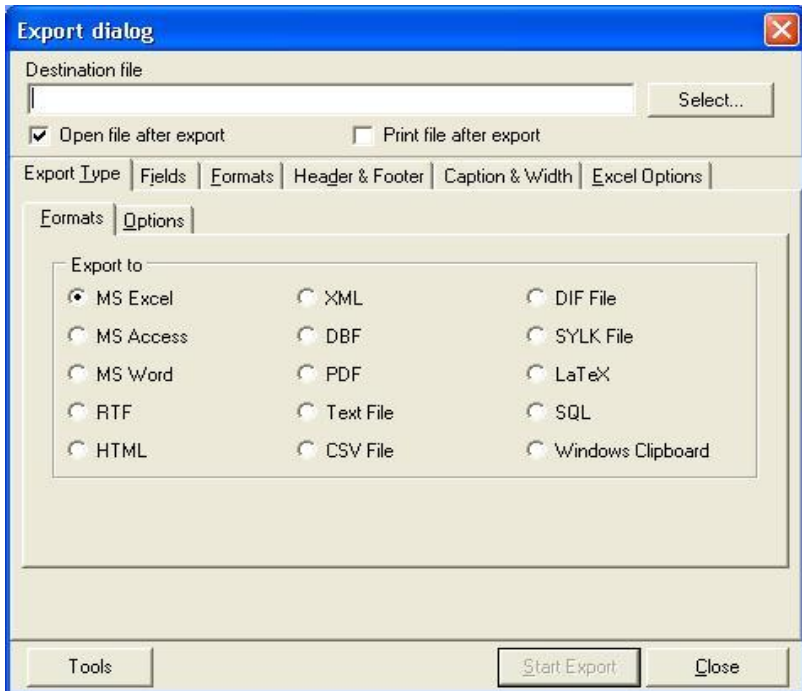 Export dialog
Destination file
Select...
Open file after export Print file after export
Export Type Fields Formats Header & Footer Caption & Width Excel Options
Formats Options
Export to
MS Excel XML DIF File
MS Access DBF SYLK File
MS Word PDF LaTeX
RTF Text File SQL
HTML CSV File Windows Clipboard
Tools Start Export Close